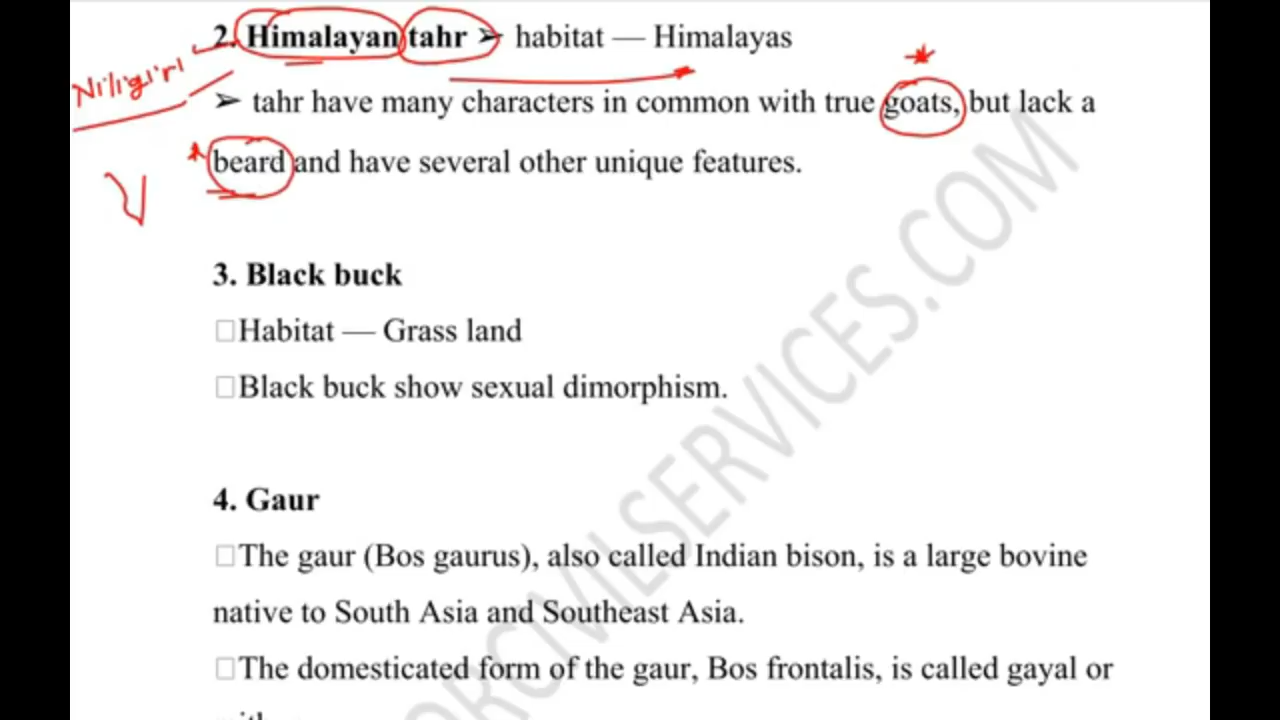 2. Himalayan tahr ➢ habitat — Himalayas
Niligiri
➢ tahr have many characters in common with true goats, but lack a
beard and have several other unique features.
3. Black buck
□Habitat — Grass land
□Black buck show sexual dimorphism.
4. Gaur
□The gaur (Bos gaurus), also called Indian bison, is a large bovine
native to South Asia and Southeast Asia.
□The domesticated form of the gaur, Bos frontalis, is called gayal or
ORCIVILSERVICES.COM